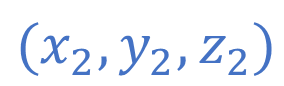 (x₂, y₂, z₂)